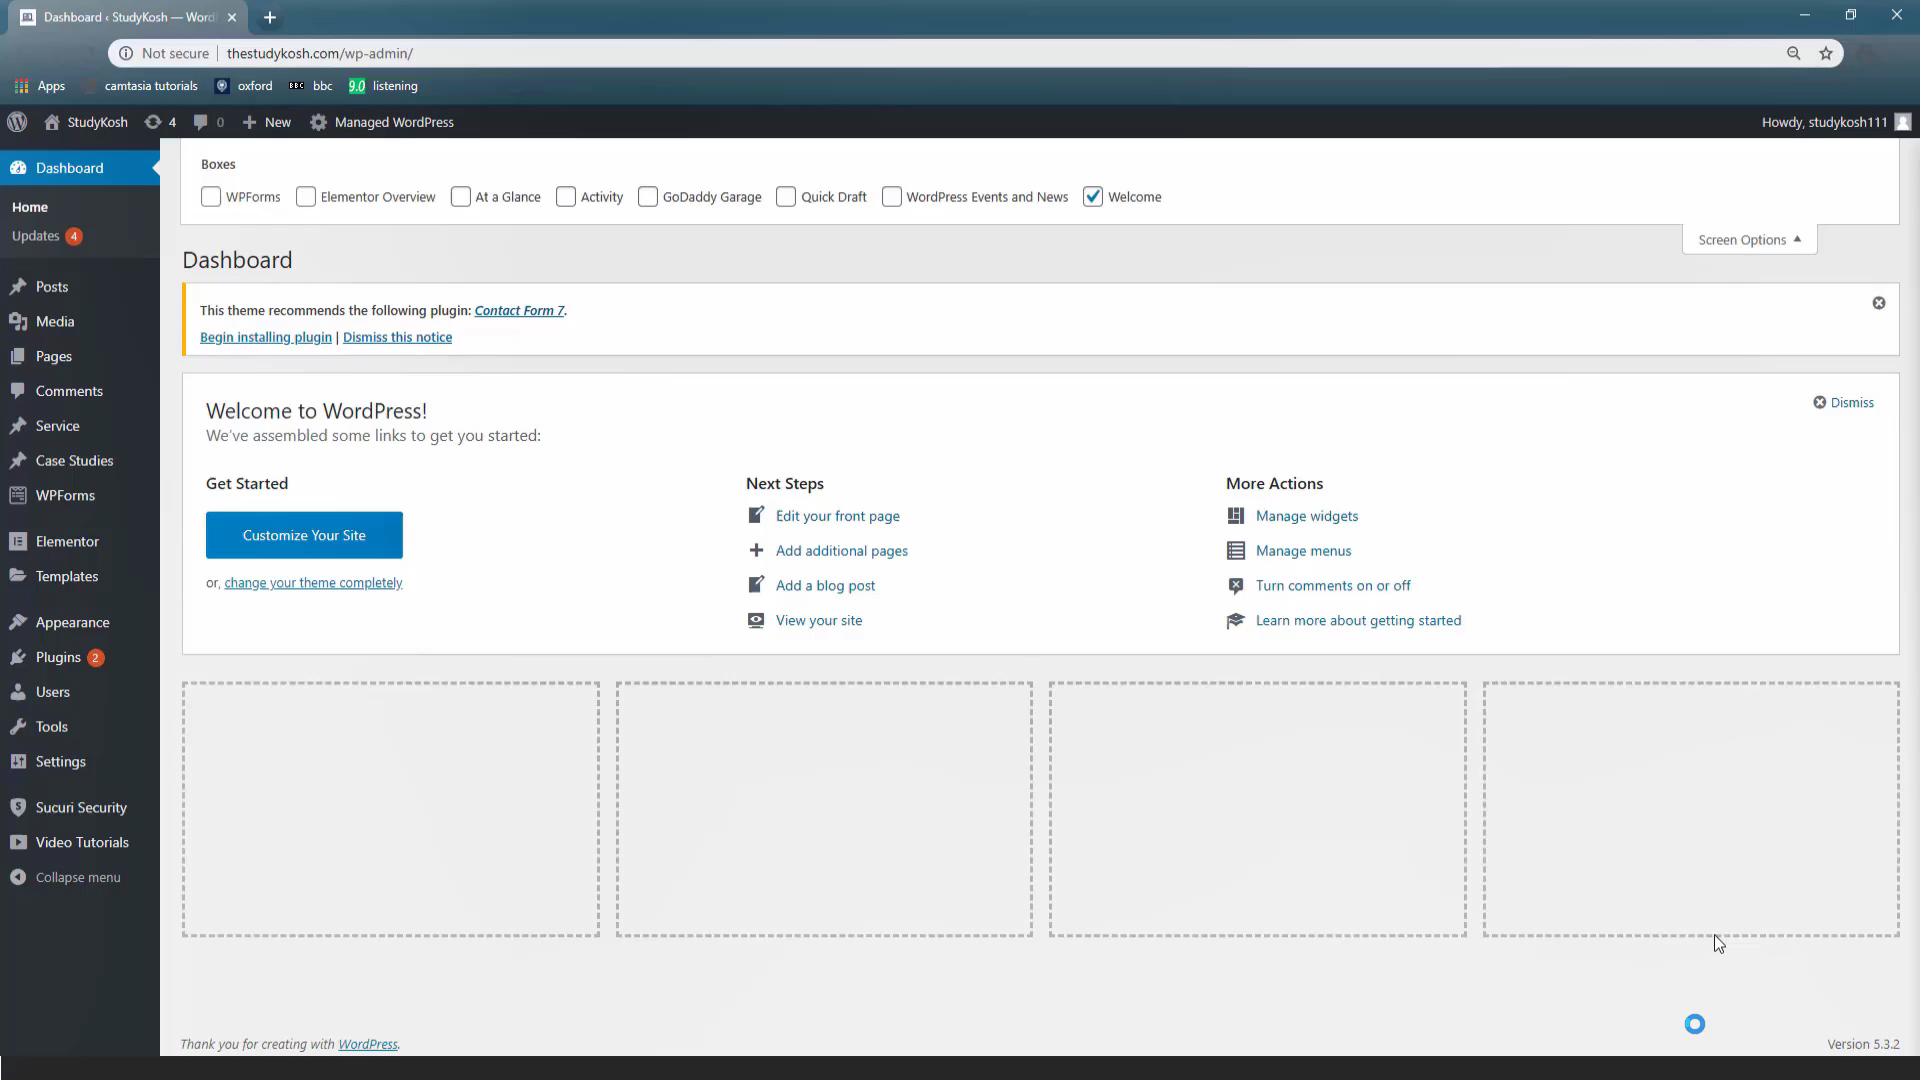 Dashboard ‹ StudyKosh — Word
Not secure
thestudykosh.com/wp-admin/
Apps
camtasia tutorials
oxford
BBC
bbc
9.0
listening
StudyKosh
4
0
New
Managed WordPress
Howdy, studykosh111
Dashboard
Home
Updates 4
Posts
Media
Pages
Comments
Service
Case Studies
WPForms
Elementor
Templates
Appearance
Plugins 2
Users
Tools
Settings
Sucuri Security
Video Tutorials
Collapse menu
Boxes
WPForms
Elementor Overview
At a Glance
Activity
GoDaddy Garage
Quick Draft
WordPress Events and News
Welcome
Screen Options
Dashboard
This theme recommends the following plugin: Contact Form 7.
Begin installing plugin | Dismiss this notice
Welcome to WordPress!
We've assembled some links to get you started:
Dismiss
Get Started
Customize Your Site
or, change your theme completely
Next Steps
Edit your front page
Add additional pages
Add a blog post
View your site
More Actions
Manage widgets
Manage menus
Turn comments on or off
Learn more about getting started
Thank you for creating with WordPress.
Version 5.3.2